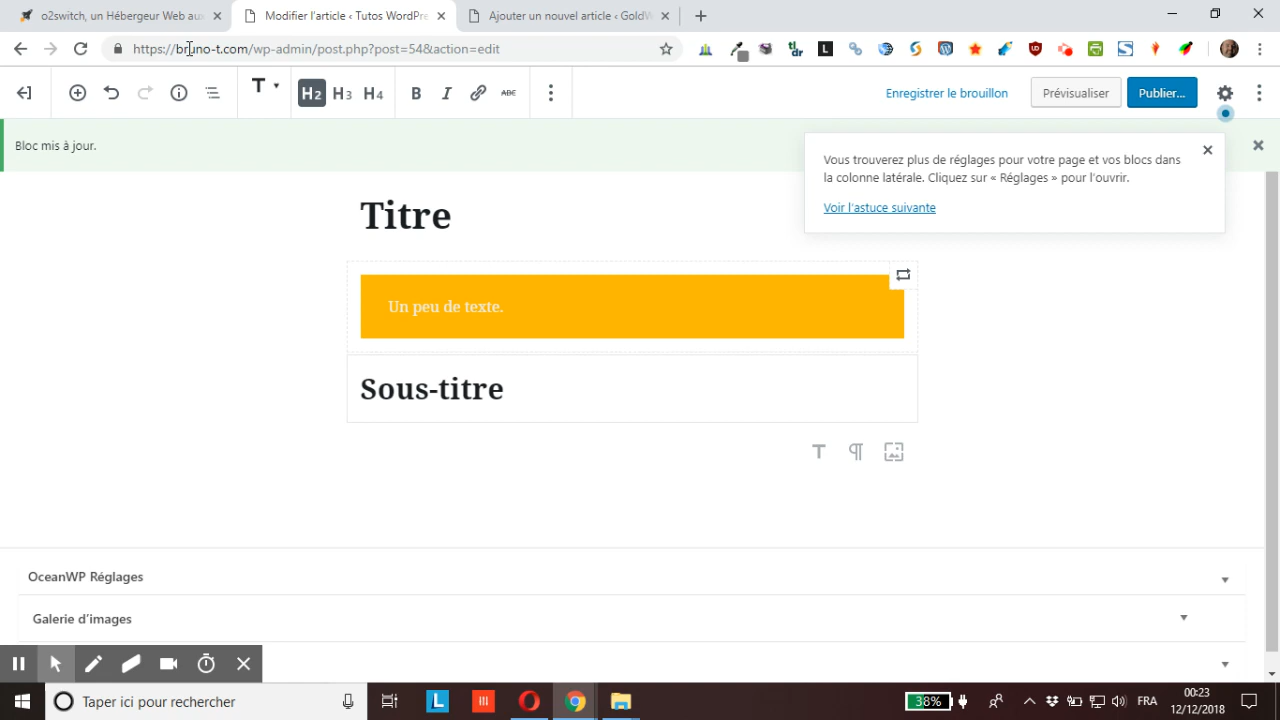 o2switch, un Hébergeur Web aux
Modifier l'article ‹ Tutos WordPre
Ajouter un nouvel article ‹ GoldW
https://bruno-t.com/wp-admin/post.php?post=54&action=edit
T
H2
H3
H4
B
I
ABC
Enregistrer le brouillon
Prévisualiser
Publier...
Bloc mis à jour.
Vous trouverez plus de réglages pour votre page et vos blocs dans
la colonne latérale. Cliquez sur « Réglages » pour l'ouvrir.
Voir l'astuce suivante
Titre
Un peu de texte.
Sous-titre
OceanWP Réglages
Galerie d'images
Taper ici pour rechercher
38%
FRA
00:23
12/12/2018